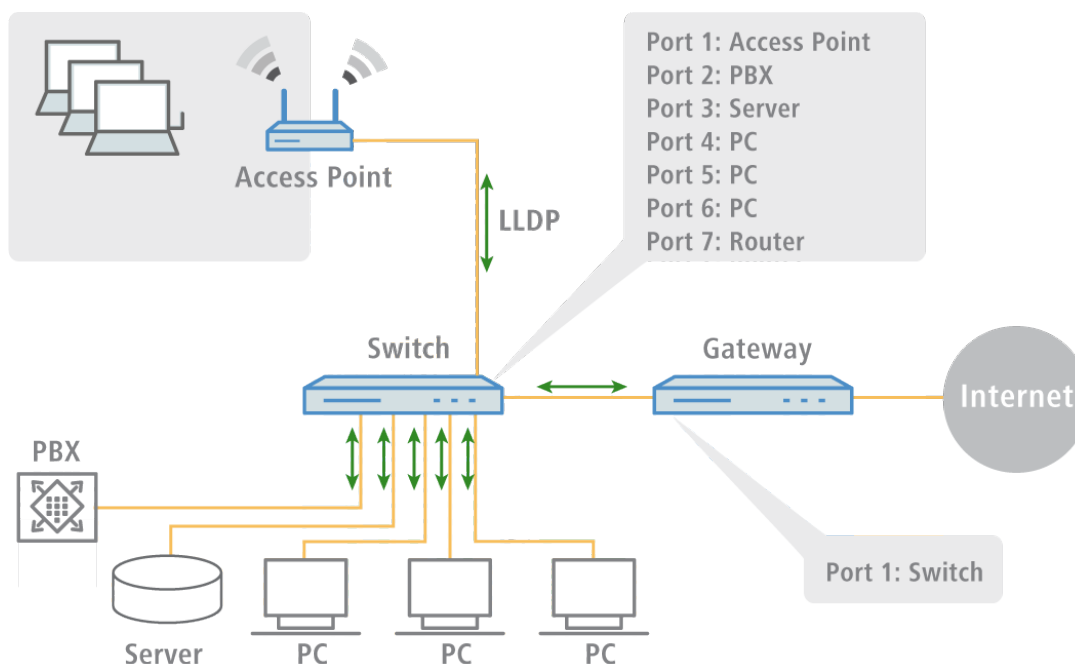 Port 1: Access Point
Port 2: PBX
Port 3: Server
Port 4: PC
Port 5: PC
Port 6: PC
Port 7: Router
Access Point
LLDP
Switch
Gateway
Internet
PBX
Port 1: Switch
Server
PC
PC
PC